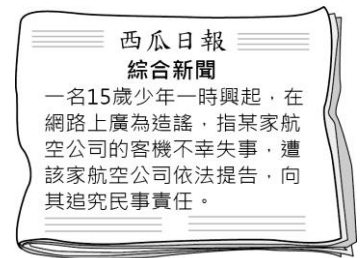 西瓜日報
綜合新聞
一名15歲少年一時興起，在
網路上廣為造謠，指某家航
空公司的客機不幸失事，遭
該家航空公司依法提告，向
其追究民事責任。